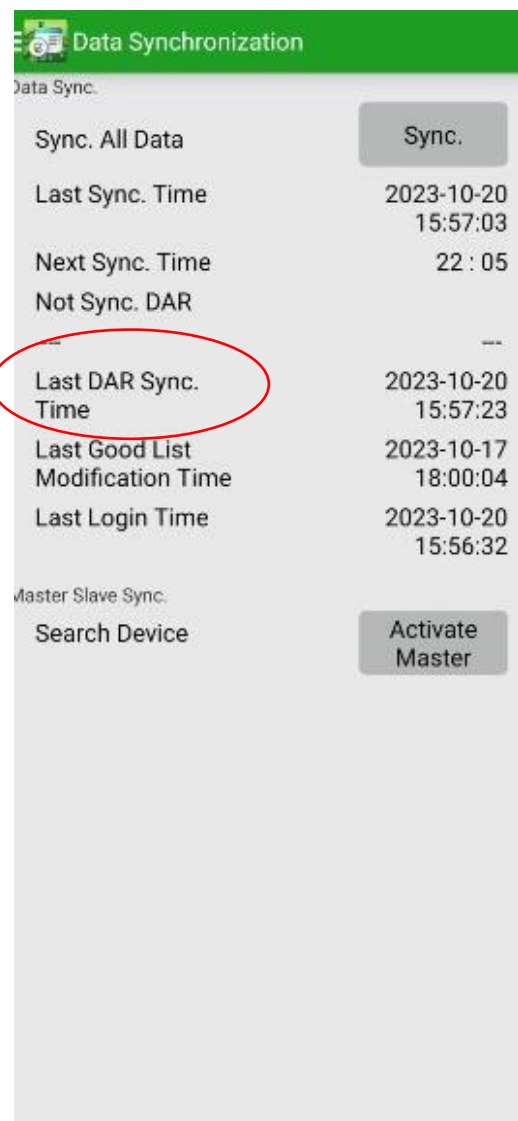 Data Synchronization
Data Sync.
Sync. All Data Sync.
Last Sync. Time 2023-10-20
15:57:03
Next Sync. Time 22 : 05
Not Sync. DAR
--- ---
Last DAR Sync. 2023-10-20
Time 15:57:23
Last Good List 2023-10-17
Modification Time 18:00:04
Last Login Time 2023-10-20
15:56:32
Master Slave Sync.
Search Device Activate
Master